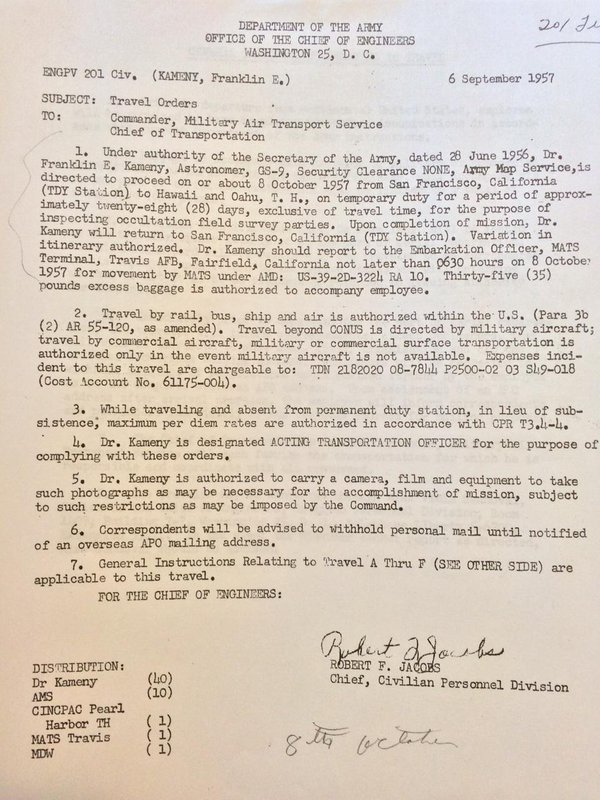 DEPARTMENT OF THE ARMY
OFFICE OF THE CHIEF OF ENGINEERS
WASHINGTON 25, D. C.
201
ENGPV 201 Civ. (KAMENY, Franklin E.)
6 September 1957
SUBJECT: Travel Orders
TO: Commander, Military Air Transport Service
Chief of Transportation
1. Under authority of the Secretary of the Army, dated 28 June 1956, Dr.
Franklin E. Kameny, Astronomer, GS-9, Security Clearance NONE, Army Map Service, is
directed to proceed on or about 8 October 1957 from San Francisco, California
(TDY Station) to Hawaii and Oahu, T. H., on temporary duty for a period of approx-
imately twenty-eight (28) days, exclusive of travel time, for the purpose of
inspecting occultation field survey parties. Upon completion of mission, Dr.
Kameny will return to San Francisco, California (TDY Station). Variation in
itinerary authorized. Dr. Kameny should report to the Embarkation Officer, MATS
Terminal, Travis AFB, Fairfield, California not later than 0630 hours on 8 Octobe
1957 for movement by MATS under AMD: US-39-2D-3224 RA 10. Thirty-five (35)
pounds excess baggage is authorized to accompany employee.
2. Travel by rail, bus, ship and air is authorized within the U.S. (Para 3b
(2) AR 55-120, as amended). Travel beyond CONUS is directed by military aircraft;
travel by commercial aircraft, military or commercial surface transportation is
authorized only in the event military aircraft is not available. Expenses inci-
dent to this travel are chargeable to: TDN 2182020 08-7844 P2500-02 03 S49-018
(Cost Account No. 61175-004).
3. While traveling and absent from permanent duty station, in lieu of sub-
sistence, maximum per diem rates are authorized in accordance with CPR T3.4-4.
4. Dr. Kameny is designated ACTING TRANSPORTATION OFFICER for the purpose of
complying with these orders.
5. Dr. Kameny is authorized to carry a camera, film and equipment to take
such photographs as may be necessary for the accomplishment of mission, subject
to such restrictions as may be imposed by the Command.
6. Correspondents will be advised to withhold personal mail until notified
of an overseas APO mailing address.
7. General Instructions Relating to Travel A Thru F (SEE OTHER SIDE) are
applicable to this travel.
FOR THE CHIEF OF ENGINEERS:
Robert F Jacobs
ROBERT F. JACOBS
Chief, Civilian Personnel Division
DISTRIBUTION:
Dr Kameny (40)
AMS (10)
CINCPAC Pearl
Harbor TH ( 1)
MATS Travis ( 1)
MDW ( 1)
8th October